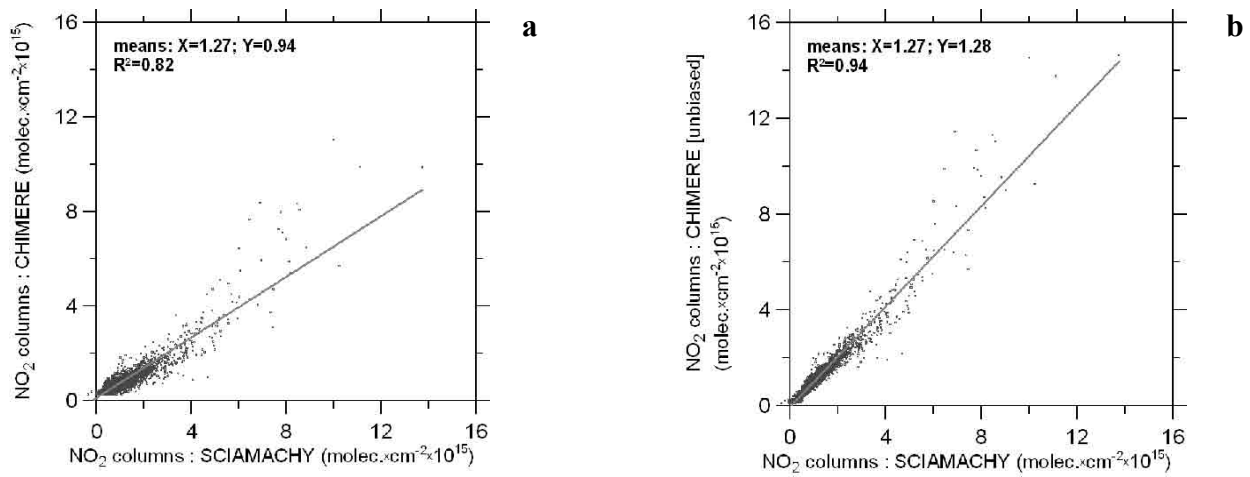 a
NO₂ columns : CHIMERE (molec.×cm⁻²×10¹⁵)
means: X=1.27; Y=0.94
R²=0.82
16
12
8
4
0
0 4 8 12 16
NO₂ columns : SCIAMACHY (molec.×cm⁻²×10¹⁵)
b
NO₂ columns : CHIMERE [unbiased]
(molec.×cm⁻²×10¹⁵)
means: X=1.27; Y=1.28
R²=0.94
16
12
8
4
0
0 4 8 12 16
NO₂ columns : SCIAMACHY (molec.×cm⁻²×10¹⁵)